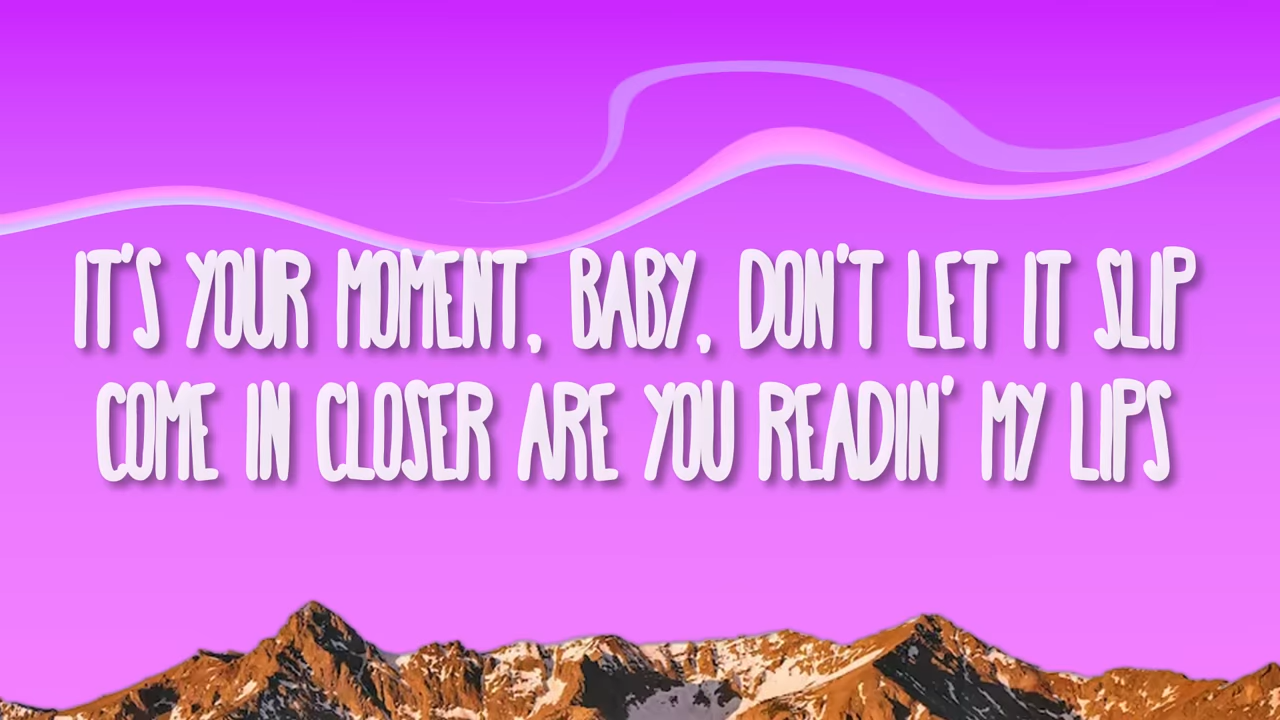 IT'S YOUR MOMENT, BABY, DON'T LET IT SLIP
COME IN CLOSER ARE YOU READIN' MY LIPS